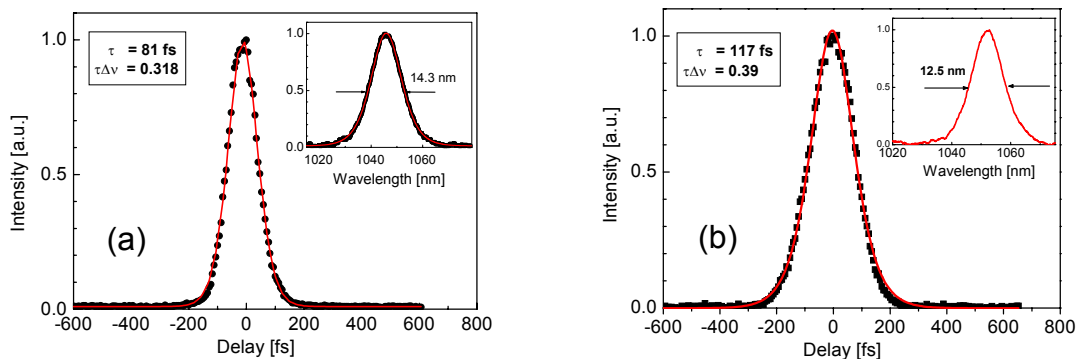 1.0
0.5
0.0
Intensity [a.u.]
τ = 81 fs
τΔν = 0.318
1.0
0.5
0.0
14.3 nm
1020 1040 1060
Wavelength [nm]
(a)
-600 -400 -200 0 200 400 600 800
Delay [fs]
1.0
0.5
0.0
Intensity [a.u.]
τ = 117 fs
τΔν = 0.39
1.0
0.5
0.0
12.5 nm
1020 1040 1060
Wavelength [nm]
(b)
-600 -400 -200 0 200 400 600 800
Delay [fs]